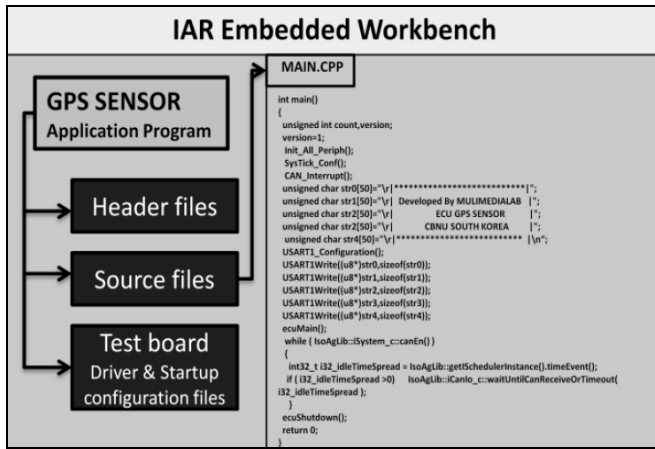 IAR Embedded Workbench
GPS SENSOR
Application Program
Header files
Source files
Test board
Driver & Startup
configuration files
MAIN.CPP
int main()
{
unsigned int count,version;
version=1;
Init_All_Periph();
SysTick_Conf();
CAN_Interrupt();
unsigned char str0[50]="\r|****************************|";
unsigned char str1[50]="\r| Developed By MULIMEDIALAB |";
unsigned char str2[50]="\r| ECU GPS SENSOR |";
unsigned char str2[50]="\r| CBNU SOUTH KOREA |";
unsigned char str4[50]="\r|*************************** |\n";
USART1_Configuration();
USART1Write((u8*)str0,sizeof(str0));
USART1Write((u8*)str1,sizeof(str1));
USART1Write((u8*)str2,sizeof(str2));
USART1Write((u8*)str3,sizeof(str3));
USART1Write((u8*)str4,sizeof(str4));
ecuMain();
while ( IsoAgLib::iSystem_c::canEn() )
{
int32_t i32_idleTimeSpread = IsoAgLib::getISchedulerInstance().timeEvent();
if ( i32_idleTimeSpread >0) IsoAgLib::iCanIo_c::waitUntilCanReceiveOrTimeout(
i32_idleTimeSpread );
}
ecuShutdown();
return 0;
}